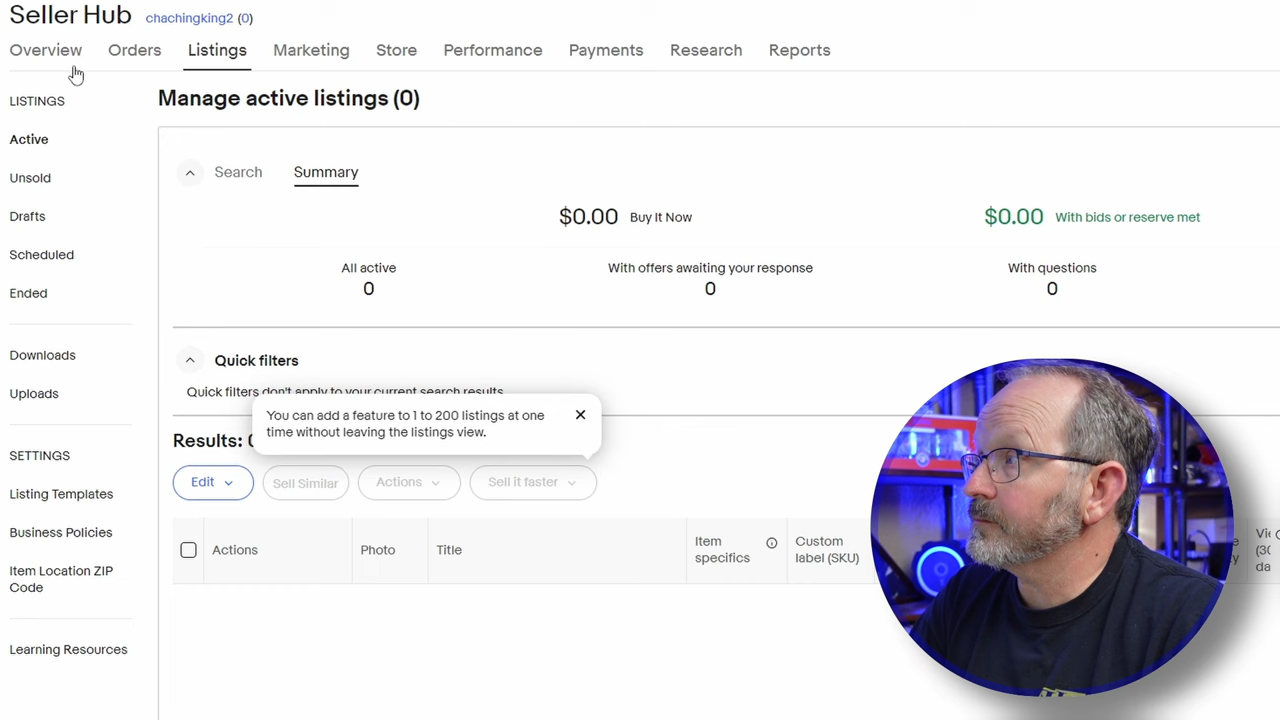 Seller Hub chachingking2 (0)
Overview Orders Listings Marketing Store Performance Payments Research Reports
LISTINGS
Active
Unsold
Drafts
Scheduled
Ended
Downloads
Uploads
SETTINGS
Listing Templates
Business Policies
Item Location ZIP
Code
Learning Resources
Manage active listings (0)
Search Summary
$0.00 Buy It Now
$0.00 With bids or reserve met
All active
0
With offers awaiting your response
0
With questions
0
Quick filters
Quick filters don't apply to your current search results
You can add a feature to 1 to 200 listings at one
time without leaving the listings view.
Results:
Edit Sell Similar Actions Sell it faster
Actions
Photo
Title
Item
specifics
Custom
label (SKU)